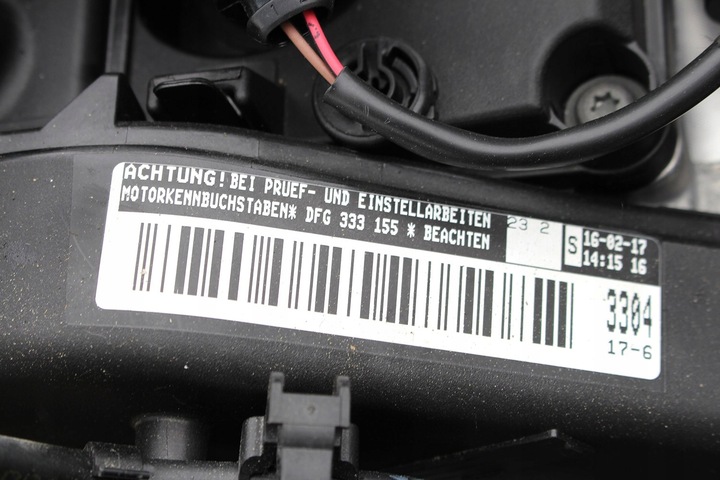 ACHTUNG! BEI PRUEF- UND EINSTELLARBEITEN
MOTORKENNBUCHSTABEN* DFG 333 155 * BEACHTEN
23 2
S
16-02-17
14:15 16
3304
17-6